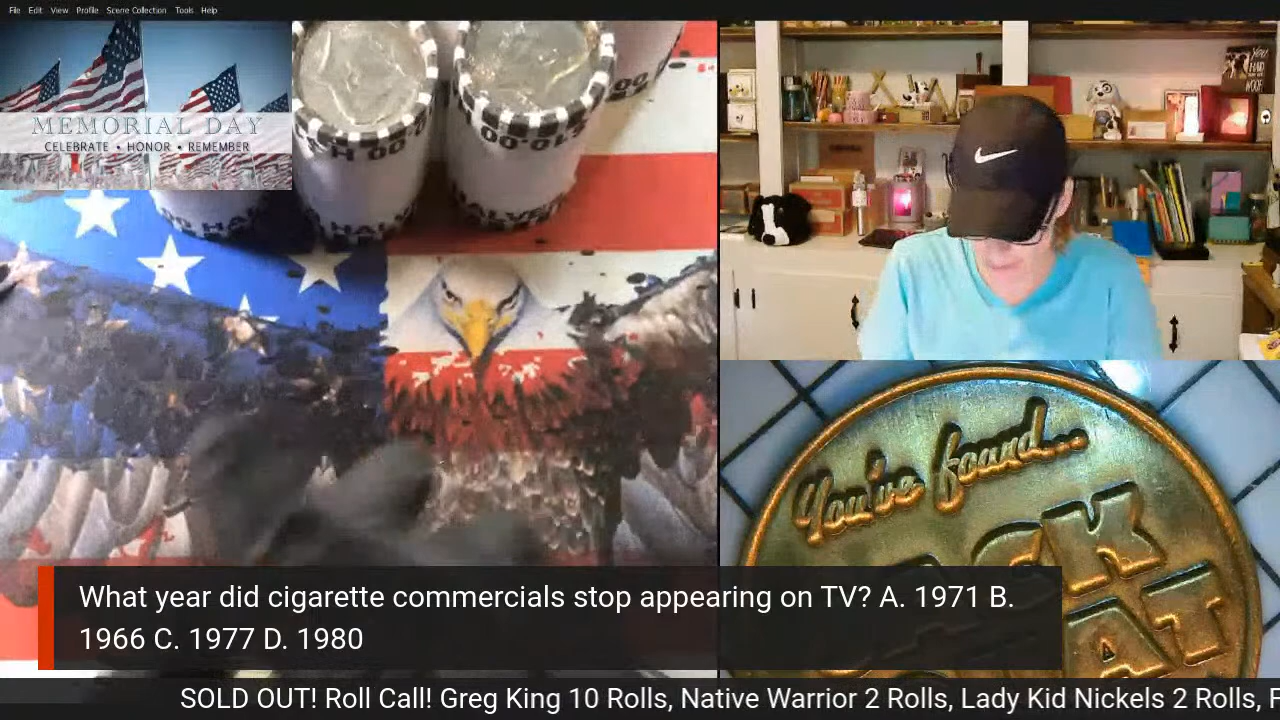 File Edit View Profile Scene Collection Tools Help
MEMORIAL DAY
CELEBRATE • HONOR • REMEMBER
You've found...
What year did cigarette commercials stop appearing on TV? A. 1971 B.
1966 C. 1977 D. 1980
SOLD OUT! Roll Call! Greg King 10 Rolls, Native Warrior 2 Rolls, Lady Kid Nickels 2 Rolls, F